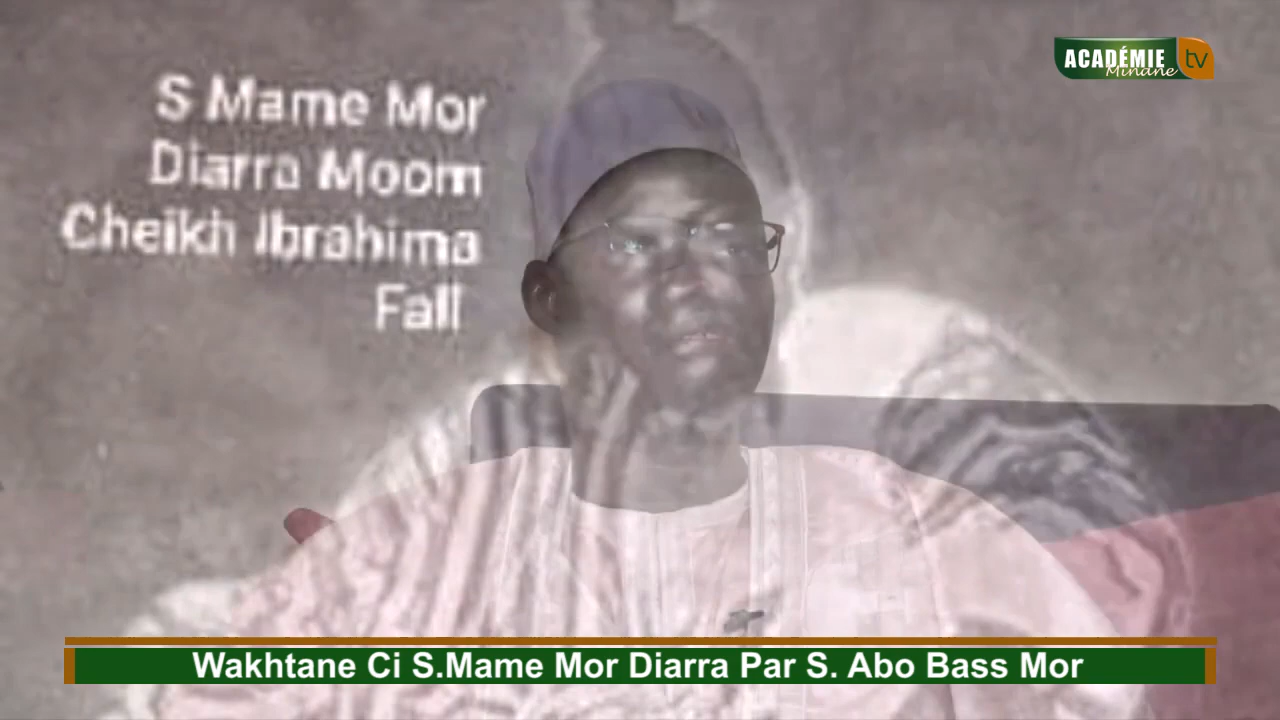 ACADÉMIE tv
Minane
S Mame Mor
Diarra Moom
Cheikh Ibrahima
Fall
Wakhtane Ci S.Mame Mor Diarra Par S. Abo Bass Mor